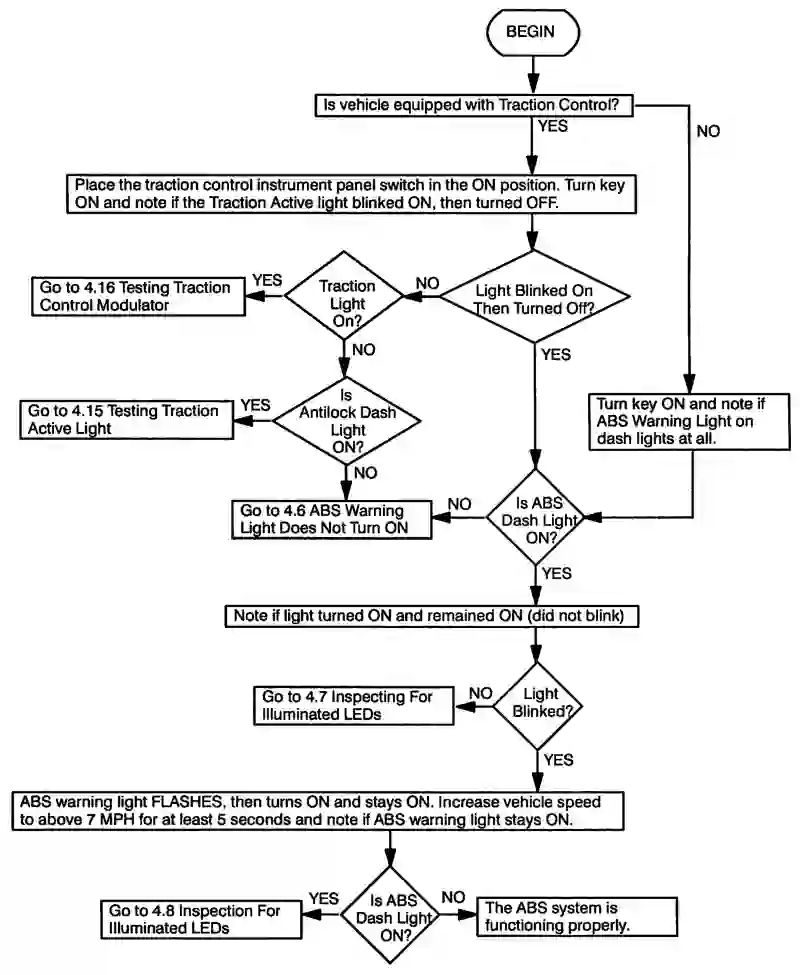 BEGIN
Is vehicle equipped with Traction Control?
YES
NO
Place the traction control instrument panel switch in the ON position. Turn key
ON and note if the Traction Active light blinked ON, then turned OFF.
Light Blinked On
Then Turned Off?
NO
YES
Traction
Light
On?
YES
NO
Go to 4.16 Testing Traction
Control Modulator
Is
Antilock Dash
Light
ON?
YES
NO
Go to 4.15 Testing Traction
Active Light
Turn key ON and note if
ABS Warning Light on
dash lights at all.
Go to 4.6 ABS Warning
Light Does Not Turn ON
NO
Is ABS
Dash Light
ON?
YES
Note if light turned ON and remained ON (did not blink)
Light
Blinked?
NO
YES
Go to 4.7 Inspecting For
Illuminated LEDs
ABS warning light FLASHES, then turns ON and stays ON. Increase vehicle speed
to above 7 MPH for at least 5 seconds and note if ABS warning light stays ON.
Is ABS
Dash Light
ON?
YES
NO
Go to 4.8 Inspection For
Illuminated LEDs
The ABS system is
functioning properly.